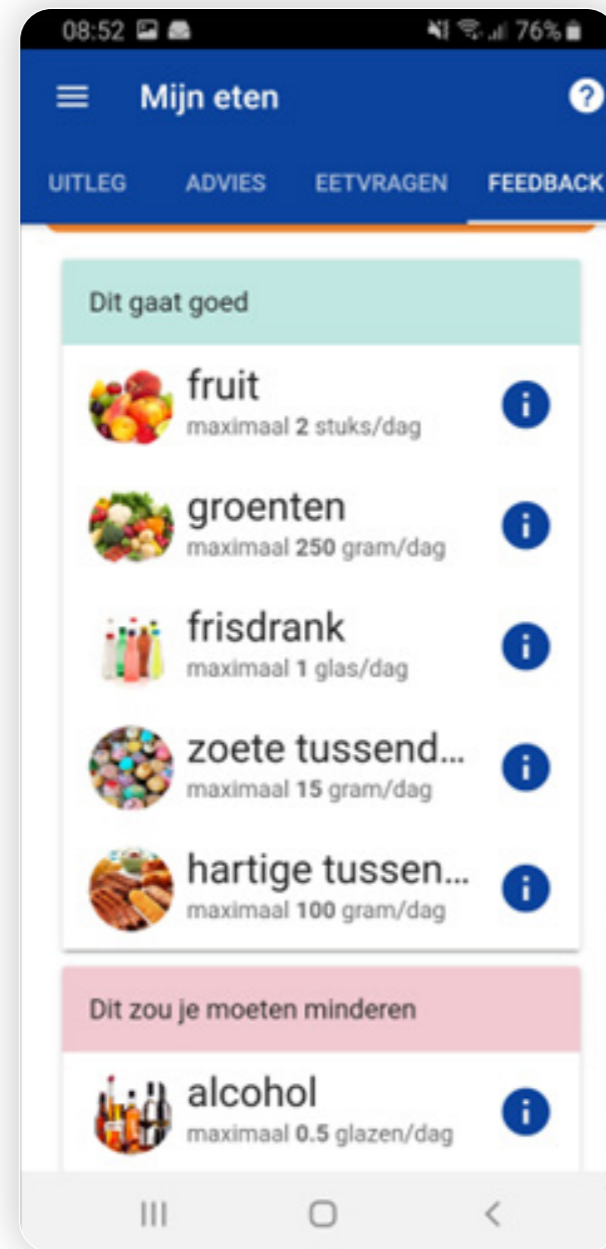 08:52 76%
Mijn eten ?
UITLEG ADVIES EETVRAGEN FEEDBACK
Dit gaat goed
fruit
maximaal 2 stuks/dag
groenten
maximaal 250 gram/dag
frisdrank
maximaal 1 glas/dag
zoete tussend...
maximaal 15 gram/dag
hartige tussen...
maximaal 100 gram/dag
Dit zou je moeten minderen
alcohol
maximaal 0.5 glazen/dag